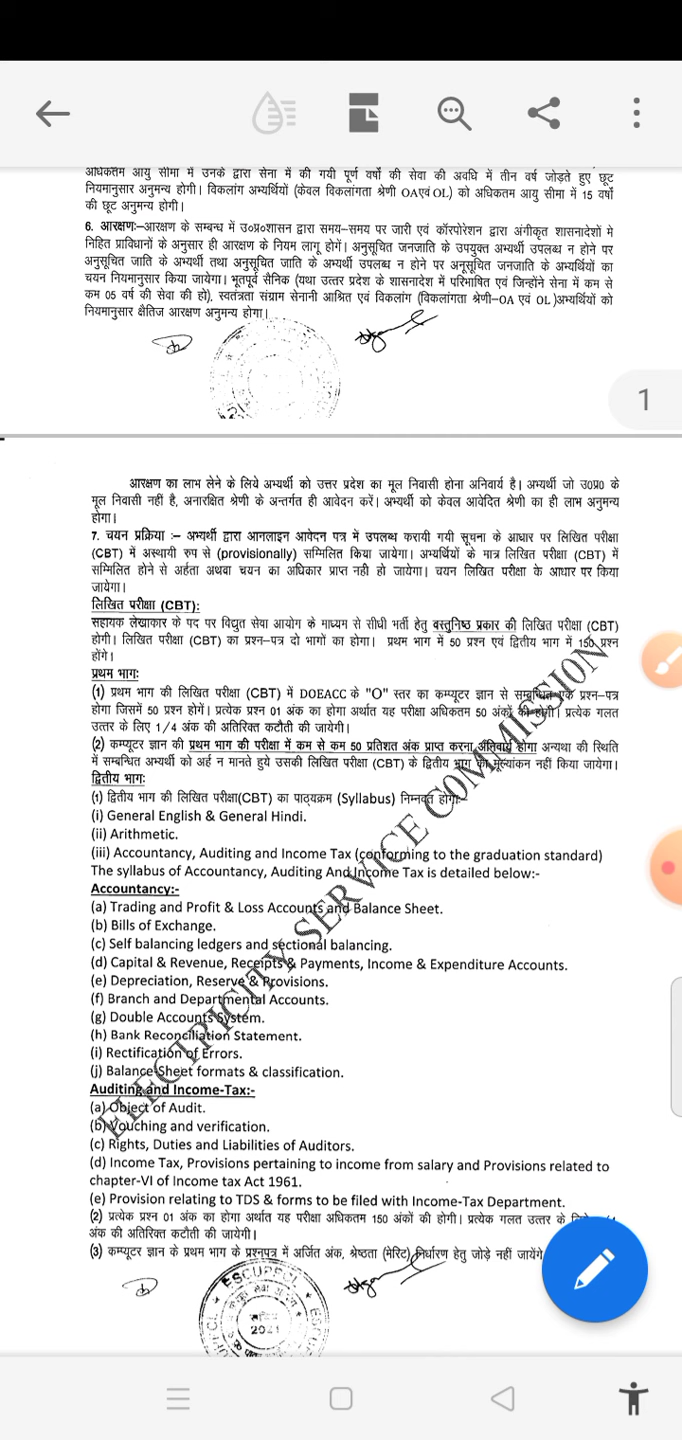 अधिकतम आयु सीमा में उनके द्वारा सेना में की गयी पूर्ण वर्षो की सेवा की अवधि में तीन वर्ष जोड़ते हुए छूट
नियमानुसार अनुमन्य होगी। विकलांग अभ्यर्थियों (केवल विकलांगता श्रेणी OAएवं OL) को अधिकतम आयु सीमा में 15 वर्षो
की छूट अनुमन्य होगी।
6. आरक्षणः–आरक्षण के सम्बन्ध में उ०प्र०शासन द्वारा समय–समय पर जारी एवं कॉरपोरेशन द्वारा अंगीकृत शासनादेशों मे
निहित प्राविधानों के अनुसार ही आरक्षण के नियम लागू होगें। अनुसूचित जनजाति के उपयुक्त अभ्यर्थी उपलब्ध न होने पर
अनुसूचित जाति के अभ्यर्थी तथा अनुसूचित जाति के अभ्यर्थी उपलब्ध न होने पर अनुसूचित जनजाति के अभ्यर्थियों का
चयन नियमानुसार किया जायेगा। भूतपूर्व सैनिक (यथा उत्तर प्रदेश के शासनादेश में परिभाषित एवं जिन्होंने सेना में कम से
कम 05 वर्ष की सेवा की हो), स्वतंत्रता संग्राम सेनानी आश्रित एवं विकलांग (विकलांगता श्रेणी–OA एवं OL )अभ्यर्थियों को
नियमानुसार क्षैतिज आरक्षण अनुमन्य होगा।
1
आरक्षण का लाभ लेने के लिये अभ्यर्थी को उत्तर प्रदेश का मूल निवासी होना अनिवार्य है। अभ्यर्थी जो उ०प्र० के
मूल निवासी नहीं है, अनारक्षित श्रेणी के अन्तर्गत ही आवेदन करें। अभ्यर्थी को केवल आवेदित श्रेणी का ही लाभ अनुमन्य
होगा।
7. चयन प्रक्रिया :– अभ्यर्थी द्वारा आनलाइन आवेदन पत्र में उपलब्ध करायी गयी सूचना के आधार पर लिखित परीक्षा
(CBT) में अस्थायी रुप से (provisionally) सम्मिलित किया जायेगा। अभ्यर्थियों के मात्र लिखित परीक्षा (CBT) में
सम्मिलित होने से अर्हता अथवा चयन का अधिकार प्राप्त नही हो जायेगा। चयन लिखित परीक्षा के आधार पर किया
जायेगा।
लिखित परीक्षा (CBT):
सहायक लेखाकार के पद पर विद्युत सेवा आयोग के माध्यम से सीधी भर्ती हेतु वस्तुनिष्ठ प्रकार की लिखित परीक्षा (CBT)
होगी। लिखित परीक्षा (CBT) का प्रश्न–पत्र दो भागों का होगा। प्रथम भाग में 50 प्रश्न एवं द्वितीय भाग में 150 प्रश्न
होंगे।
प्रथम भागः
(1) प्रथम भाग की लिखित परीक्षा (CBT) में DOEACC के "O" स्तर का कम्प्यूटर ज्ञान से सम्बन्धित एक प्रश्न–पत्र
होगा जिसमें 50 प्रश्न होगें। प्रत्येक प्रश्न 01 अंक का होगा अर्थात यह परीक्षा अधिकतम 50 अंकों की होगी। प्रत्येक गलत
उत्तर के लिए 1/4 अंक की अतिरिक्त कटौती की जायेगी।
(2) कम्प्यूटर ज्ञान की प्रथम भाग की परीक्षा में कम से कम 50 प्रतिशत अंक प्राप्त करना अनिवार्य होगा अन्यथा की स्थिति
में सम्बन्धित अभ्यर्थी को अर्ह न मानते हुये उसकी लिखित परीक्षा (CBT) के द्वितीय भाग का मूल्यांकन नहीं किया जायेगा।
द्वितीय भागः
(1) द्वितीय भाग की लिखित परीक्षा(CBT) का पाठ्यक्रम (Syllabus) निम्नवत् होगा–
(i) General English & General Hindi.
(ii) Arithmetic.
(iii) Accountancy, Auditing and Income Tax (conforming to the graduation standard)
The syllabus of Accountancy, Auditing And Income Tax is detailed below:-
Accountancy:-
(a) Trading and Profit & Loss Accounts and Balance Sheet.
(b) Bills of Exchange.
(c) Self balancing ledgers and sectional balancing.
(d) Capital & Revenue, Receipts & Payments, Income & Expenditure Accounts.
(e) Depreciation, Reserve & Provisions.
(f) Branch and Departmental Accounts.
(g) Double Accounts System.
(h) Bank Reconciliation Statement.
(i) Rectification of Errors.
(j) Balance Sheet formats & classification.
Auditing and Income-Tax:-
(a) Object of Audit.
(b) Vouching and verification.
(c) Rights, Duties and Liabilities of Auditors.
(d) Income Tax, Provisions pertaining to income from salary and Provisions related to
chapter-VI of Income tax Act 1961.
(e) Provision relating to TDS & forms to be filed with Income-Tax Department.
(2) प्रत्येक प्रश्न 01 अंक का होगा अर्थात यह परीक्षा अधिकतम 150 अंकों की होगी। प्रत्येक गलत उत्तर के
अंक की अतिरिक्त कटौती की जायेगी।
(3) कम्प्यूटर ज्ञान के प्रथम भाग के प्रश्नपत्र में अर्जित अंक, श्रेष्ठता (मेरिट) निर्धारण हेतु जोड़े नहीं जायेंगे
ELECTRICITY SERVICE COMMISSION
ESCUPPCL
2021